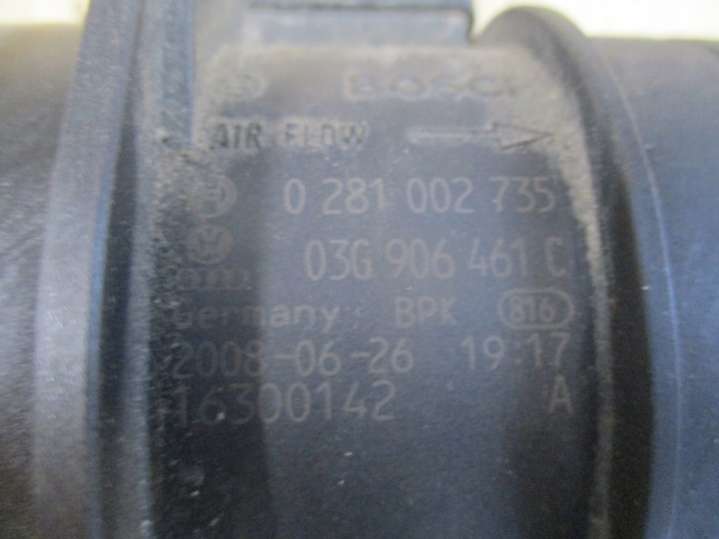 BOSCH
AIR FLOW
0 281 002 735
03G 906 461 C
Germany BPK 816
2008-06-26 19:17
16300142 A